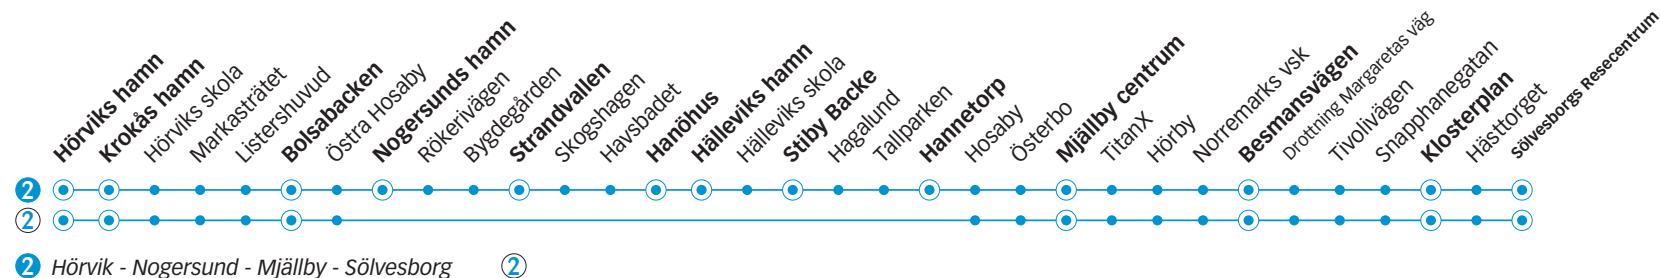 Hörviks hamn
Krokås hamn
Hörviks skola
Markasträtet
Listershuvud
Bolsabacken
Östra Hosaby
Nogersunds hamn
Rökerivägen
Bygdegården
Strandvallen
Skogshagen
Havsbadet
Hanöhus
Hälleviks hamn
Hälleviks skola
Stiby Backe
Hagalund
Tallparken
Hannetorp
Hosaby
Österbo
Mjällby centrum
TitanX
Hörby
Norremarks vsk
Besmansvägen
Drottning Margaretas väg
Tivolivägen
Snapphanegatan
Klosterplan
Hästtorget
Sölvesborgs Resecentrum
2
2
2 Hörvik - Nogersund - Mjällby - Sölvesborg 2